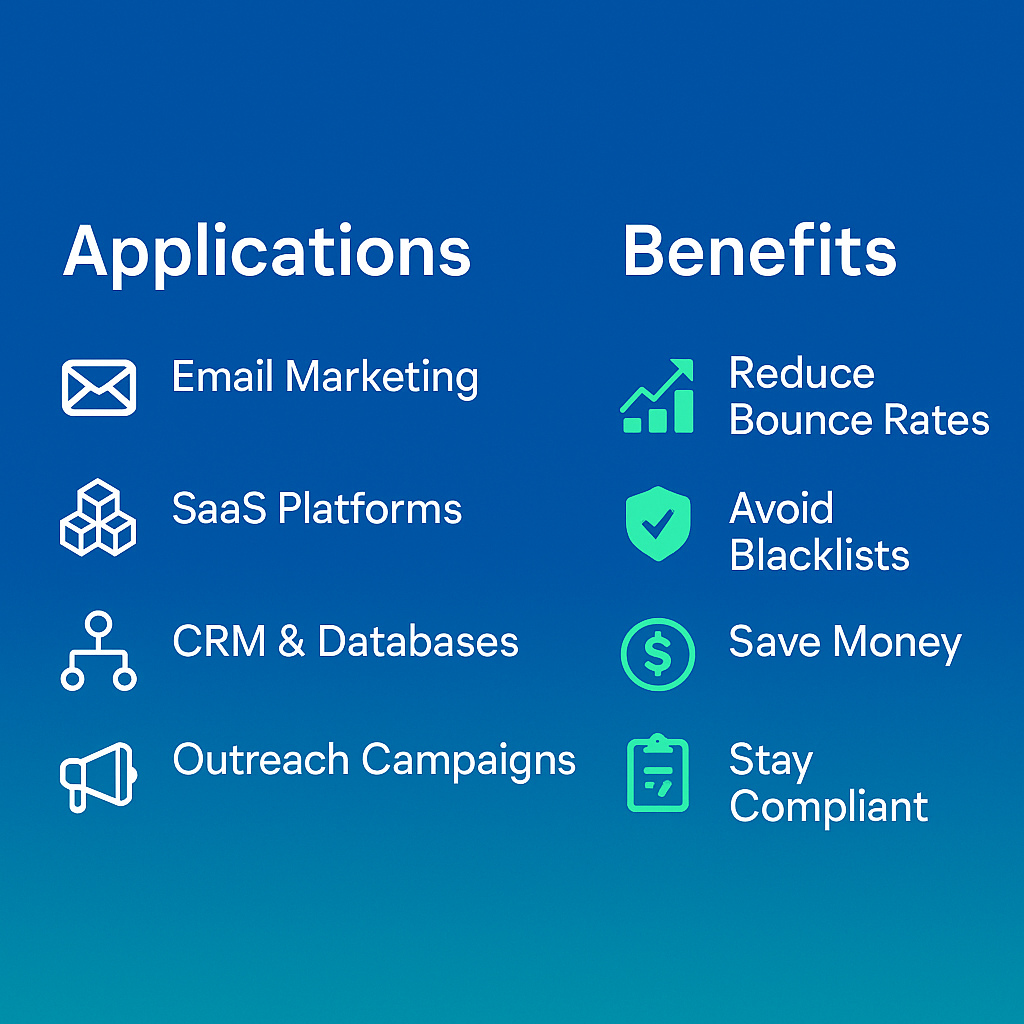 Applications
Email Marketing
SaaS Platforms
CRM & Databases
Outreach Campaigns
Benefits
Reduce
Bounce Rates
Avoid
Blacklists
Save Money
Stay
Compliant